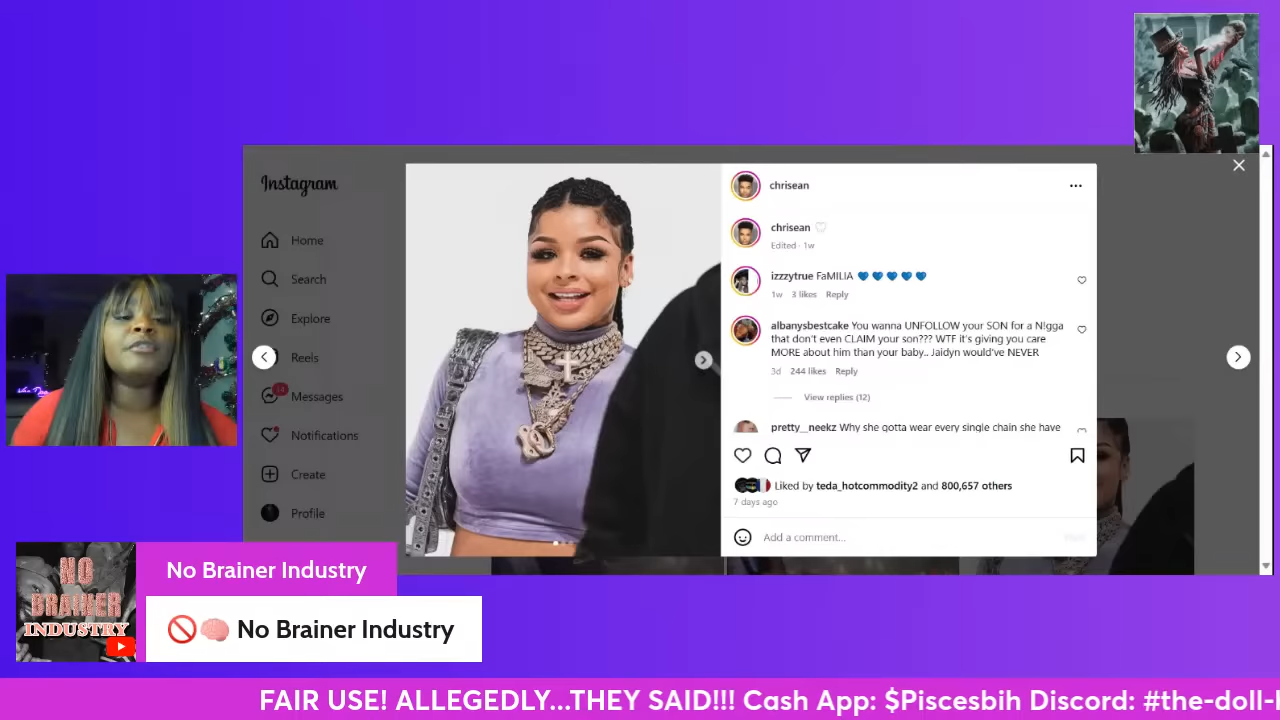 Instagram
Home
Search
Explore
Reels
14
Messages
Notifications
Create
Profile
chrisean
chrisean 🤍
Edited · 1w
izzzytrue FaMILIA 💙💙💙💙💙
1w 3 likes Reply
albanysbestcake You wanna UNFOLLOW your SON for a N!gga
that don't even CLAIM your son??? WTF it's giving you care
MORE about him than your baby.. Jaidyn would've NEVER
3d 244 likes Reply
View replies (12)
pretty__neekz Why she gotta wear every single chain she have
Liked by teda_hotcommodity2 and 800,657 others
7 days ago
Add a comment...
NO
BRAINER
INDUSTRY
No Brainer Industry
🚫🧠 No Brainer Industry
FAIR USE! ALLEGEDLY...THEY SAID!!! Cash App: $Piscesbih Discord: #the-doll-